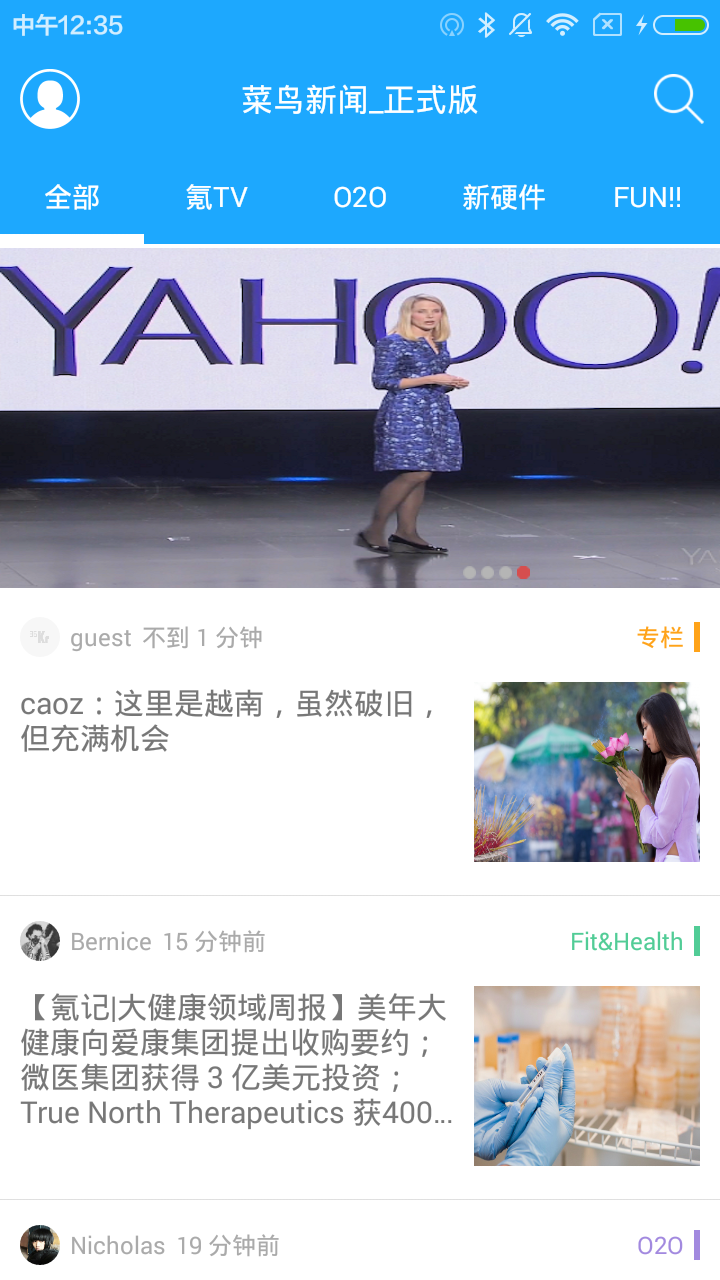 中午12:35
菜鸟新闻_正式版
全部
氪TV
O2O
新硬件
FUN!!
YAHOO!
YA
36Kr
guest 不到 1 分钟
专栏
caoz：这里是越南，虽然破旧，
但充满机会
Bernice 15 分钟前
Fit&Health
【氪记|大健康领域周报】美年大
健康向爱康集团提出收购要约；
微医集团获得 3 亿美元投资；
True North Therapeutics 获400...
Nicholas 19 分钟前
O2O